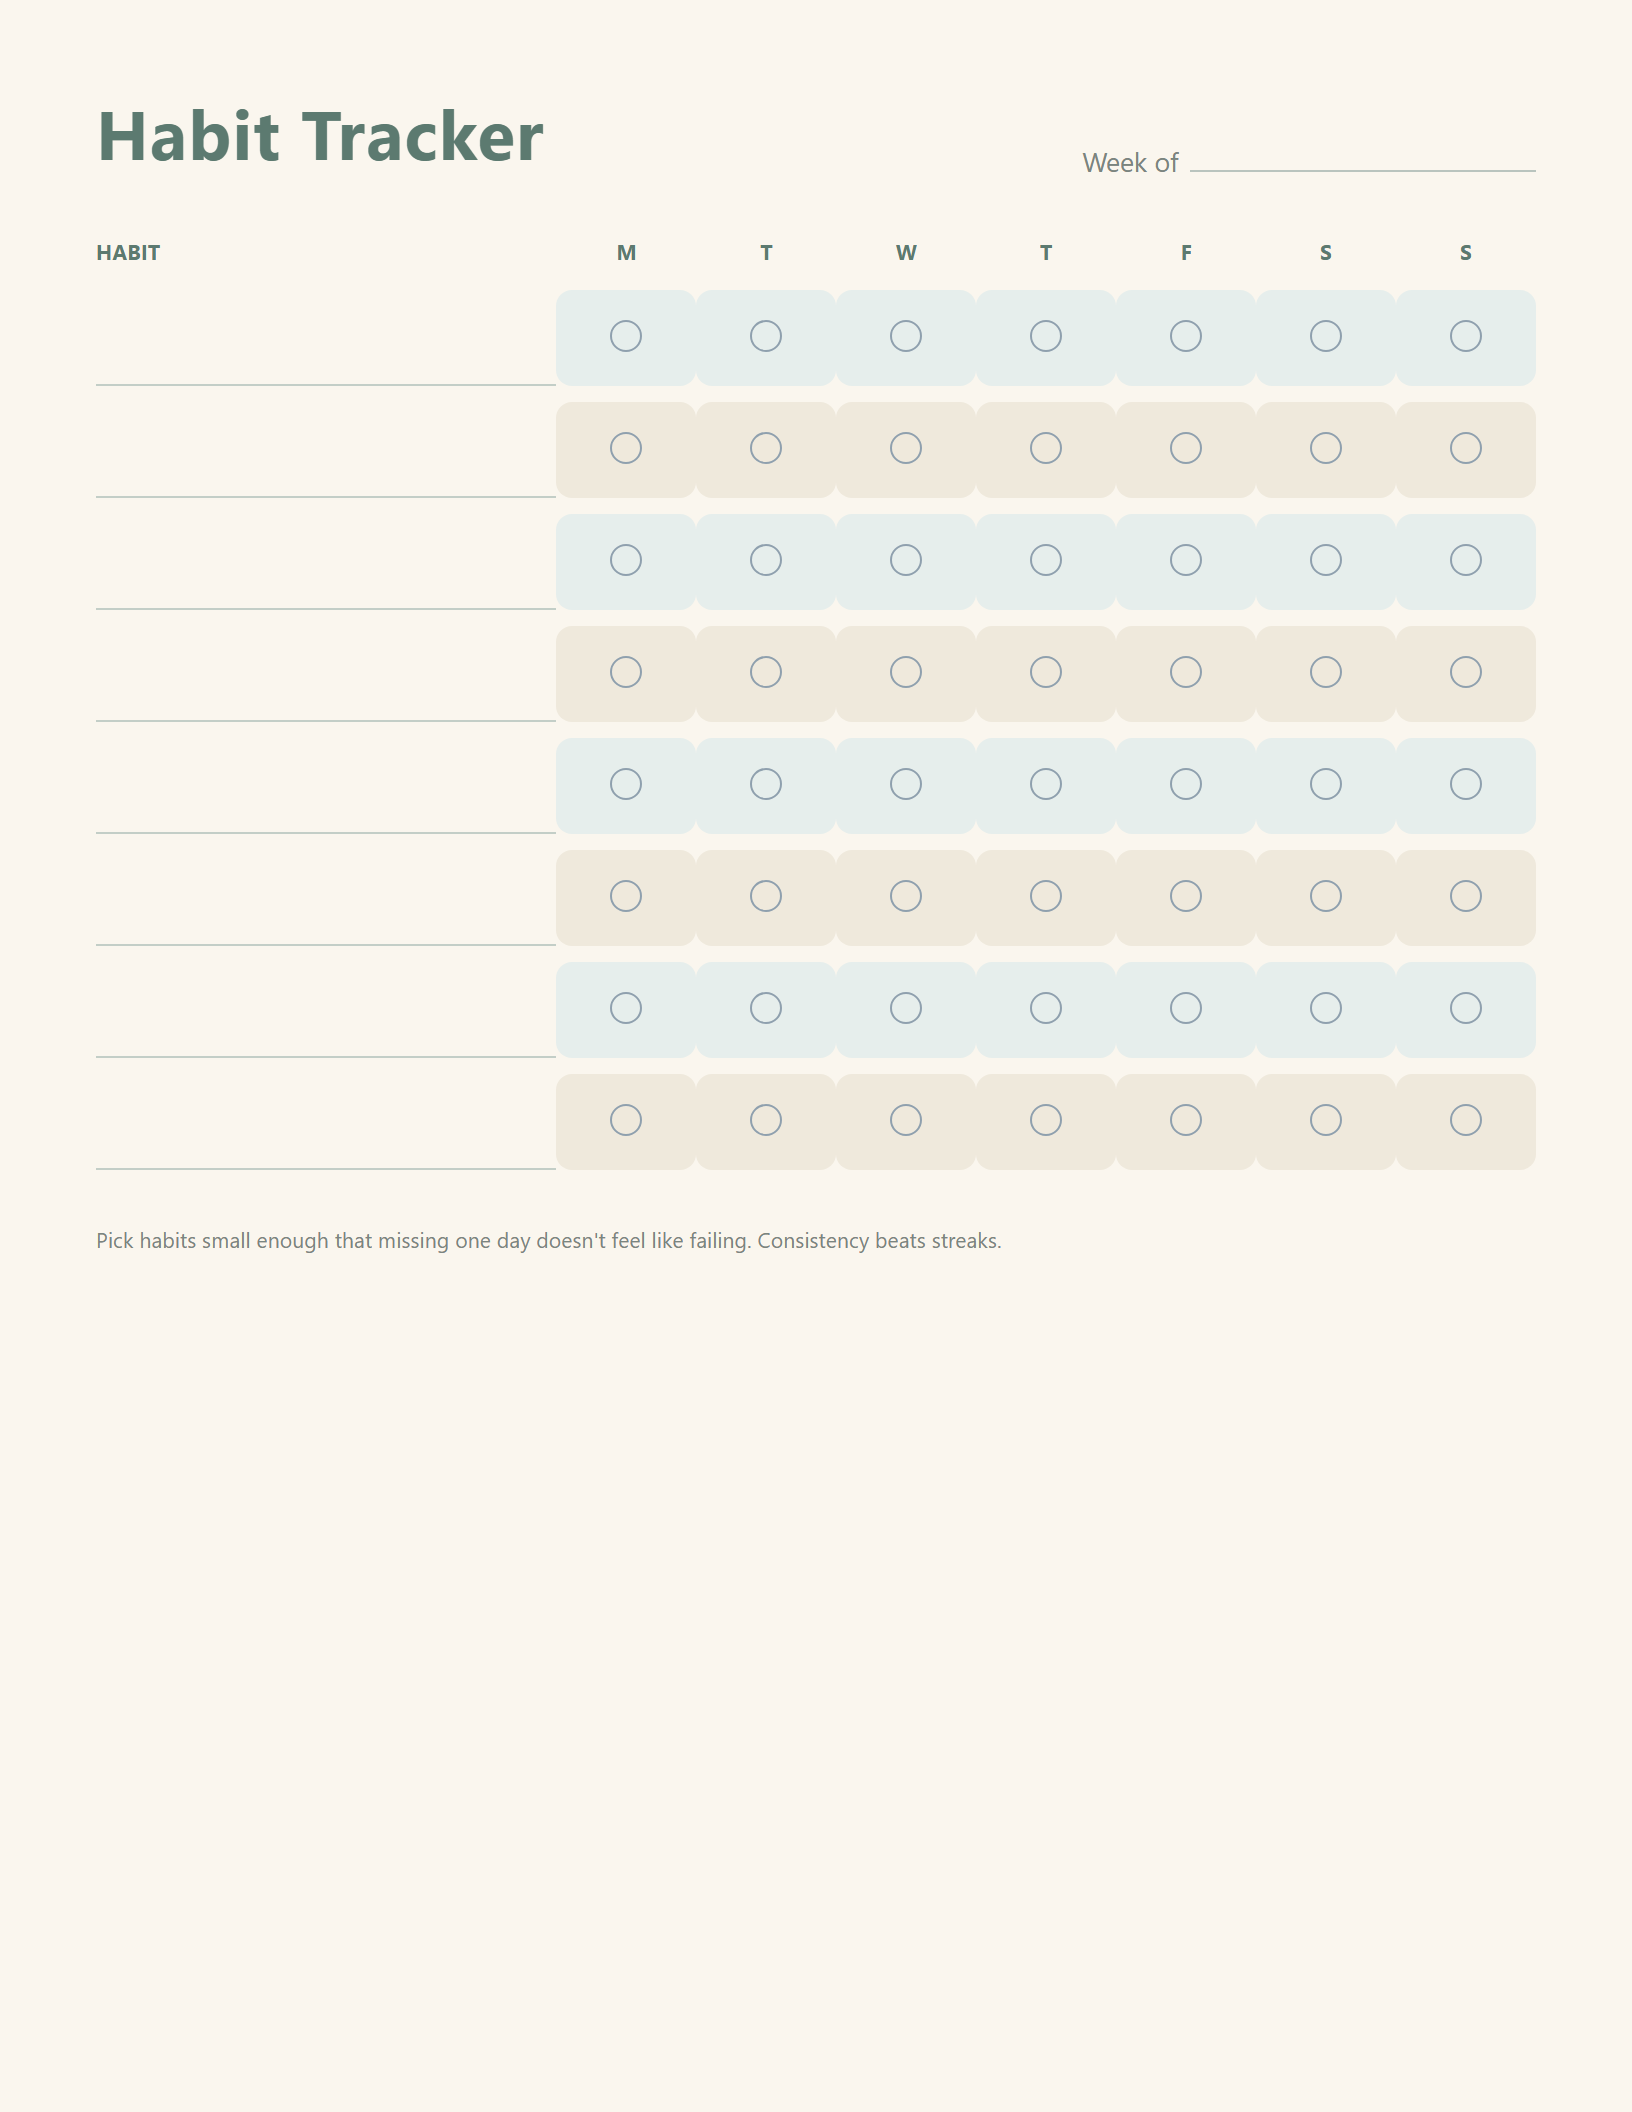 Habit Tracker
Week of
HABIT M T W T F S S
Pick habits small enough that missing one day doesn't feel like failing. Consistency beats streaks.